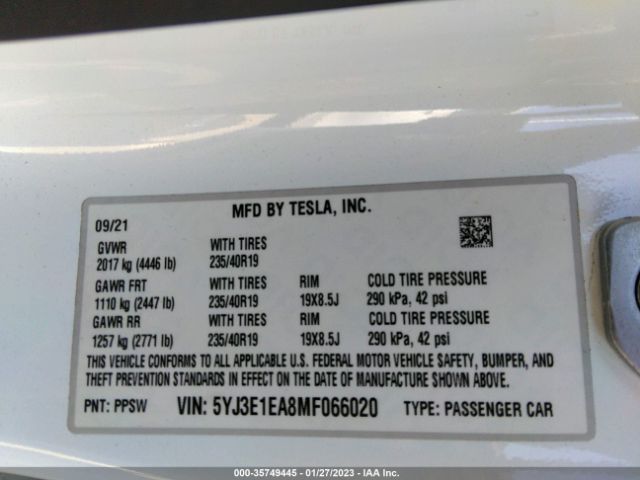 MFD BY TESLA, INC.
09/21
GVWR WITH TIRES
2017 kg (4446 lb) 235/40R19
GAWR FRT WITH TIRES RIM COLD TIRE PRESSURE
1110 kg (2447 lb) 235/40R19 19X8.5J 290 kPa, 42 psi
GAWR RR WITH TIRES RIM COLD TIRE PRESSURE
1257 kg (2771 lb) 235/40R19 19X8.5J 290 kPa, 42 psi
THIS VEHICLE CONFORMS TO ALL APPLICABLE U.S. FEDERAL MOTOR VEHICLE SAFETY, BUMPER, AND
THEFT PREVENTION STANDARDS IN EFFECT ON THE DATE OF MANUFACTURE SHOWN ABOVE.
PNT: PPSW VIN: 5YJ3E1EA8MF066020 TYPE: PASSENGER CAR
000-35749445 - 01/27/2023 - IAA Inc.